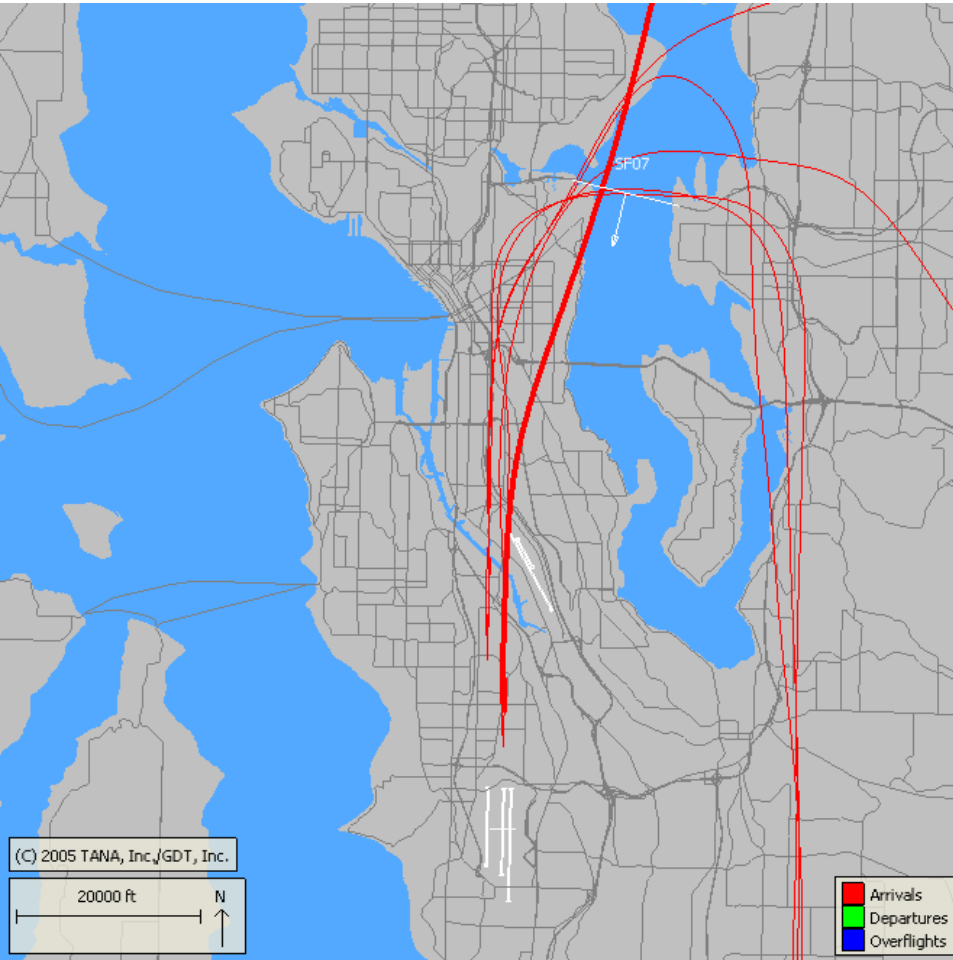 SF07
(C) 2005 TANA, Inc./GDT, Inc.
20000 ft
N
Arrivals
Departures
Overflights